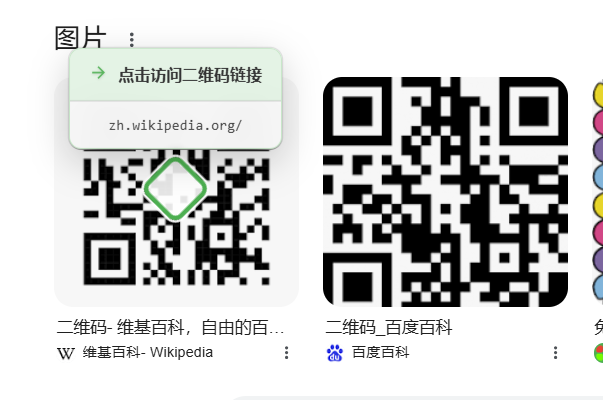 图片
点击访问二维码链接
zh.wikipedia.org/
二维码- 维基百科，自由的百…
W 维基百科- Wikipedia
二维码_百度百科
du 百度百科